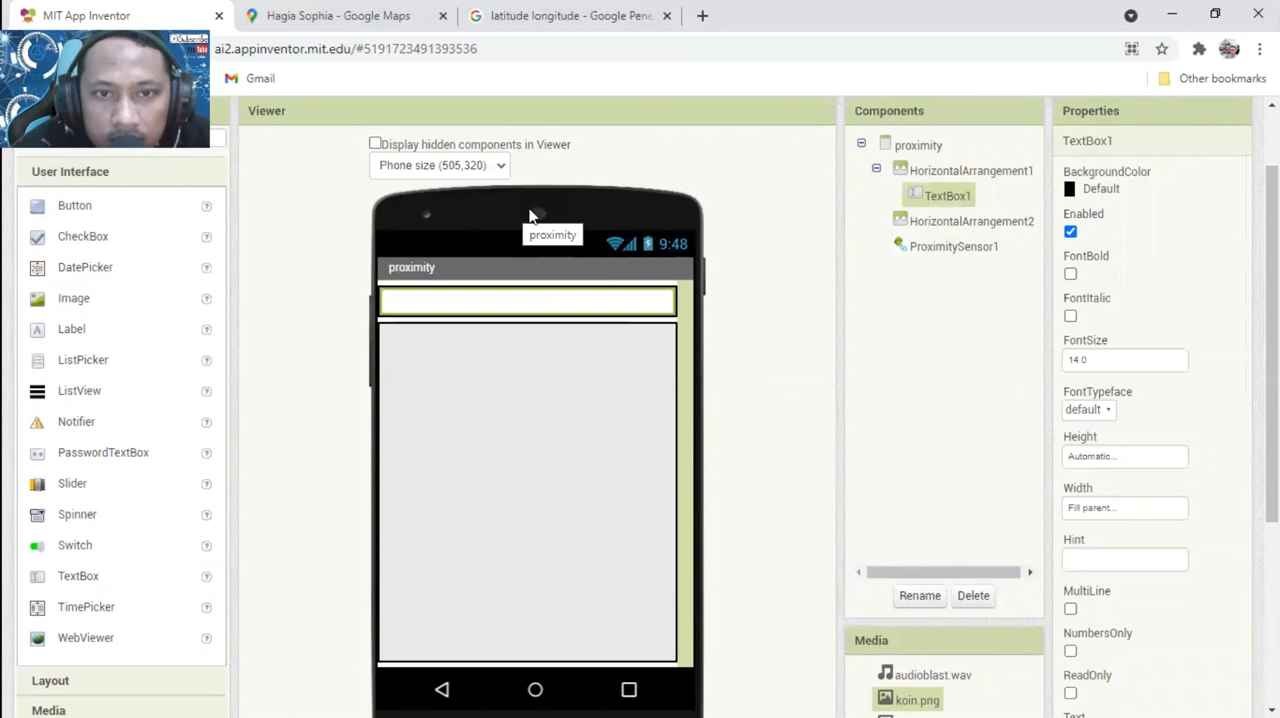 MIT App Inventor
Hagia Sophia - Google Maps
latitude longitude - Google Pene
ai2.appinventor.mit.edu/#5191723491393536
Subscribe
Gmail
Other bookmarks
Viewer
Components
Properties
Display hidden components in Viewer
Phone size (505,320)
User Interface
Button
CheckBox
DatePicker
Image
Label
ListPicker
ListView
Notifier
PasswordTextBox
Slider
Spinner
Switch
TextBox
TimePicker
WebViewer
Layout
Media
proximity
9:48
proximity
proximity
HorizontalArrangement1
TextBox1
HorizontalArrangement2
ProximitySensor1
Rename
Delete
Media
audioblast.wav
koin.png
TextBox1
BackgroundColor
Default
Enabled
FontBold
FontItalic
FontSize
14.0
FontTypeface
default
Height
Automatic...
Width
Fill parent...
Hint
MultiLine
NumbersOnly
ReadOnly
Text